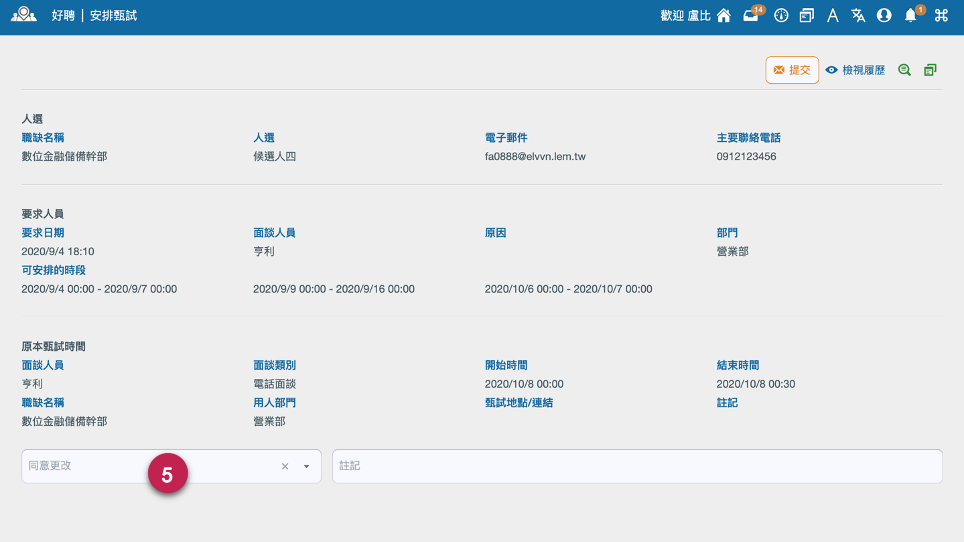 好聘 | 安排甄試
歡迎 盧比 14 1
提交 檢視履歷
人選
職缺名稱 人選 電子郵件 主要聯絡電話
數位金融儲備幹部 候選人四 fa0888@elvvn.lem.tw 0912123456
要求人員
要求日期 面談人員 原因 部門
2020/9/4 18:10 亨利 營業部
可安排的時段
2020/9/4 00:00 - 2020/9/7 00:00 2020/9/9 00:00 - 2020/9/16 00:00 2020/10/6 00:00 - 2020/10/7 00:00
原本甄試時間
面談人員 面談類別 開始時間 結束時間
亨利 電話面談 2020/10/8 00:00 2020/10/8 00:30
職缺名稱 用人部門 甄試地點/連結 註記
數位金融儲備幹部 營業部
同意更改 5 註記